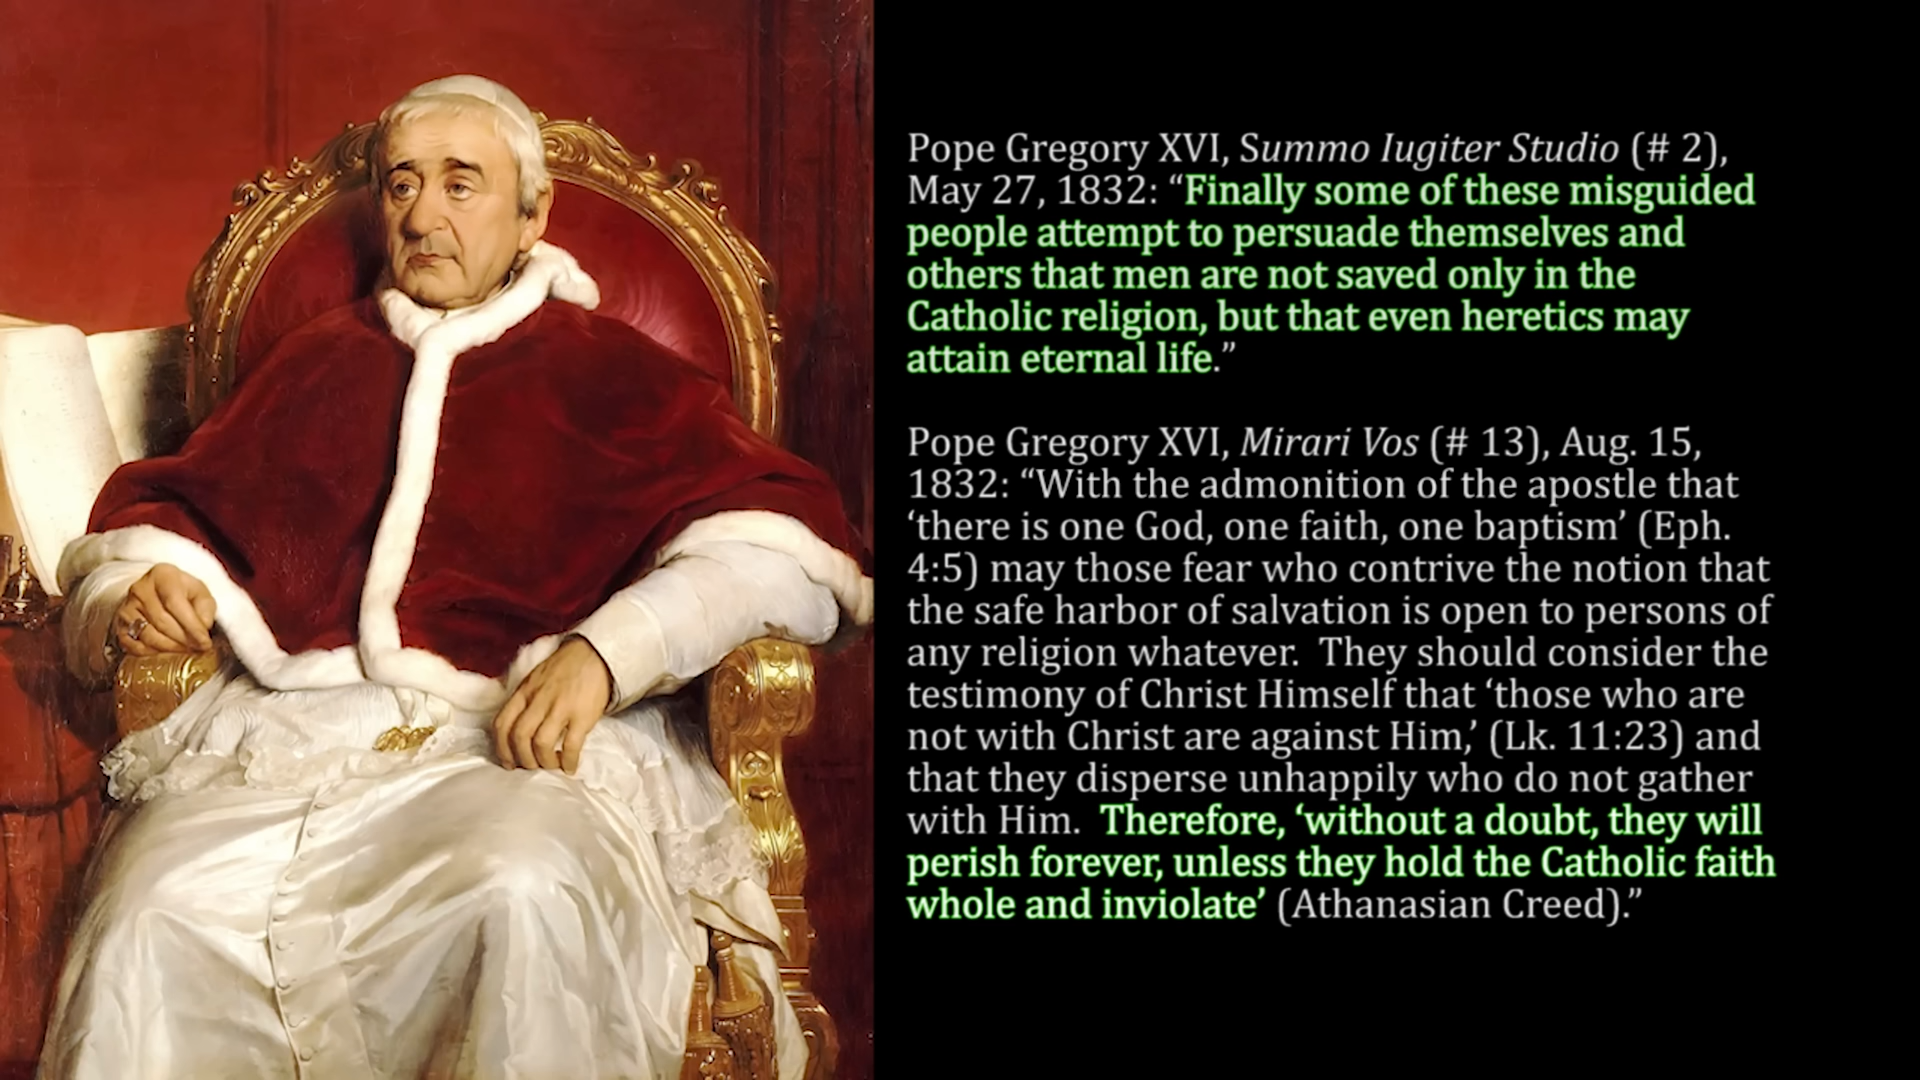 Pope Gregory XVI, Summo Iugiter Studio (# 2),
May 27, 1832: “Finally some of these misguided
people attempt to persuade themselves and
others that men are not saved only in the
Catholic religion, but that even heretics may
attain eternal life.”
Pope Gregory XVI, Mirari Vos (# 13), Aug. 15,
1832: “With the admonition of the apostle that
‘there is one God, one faith, one baptism’ (Eph.
4:5) may those fear who contrive the notion that
the safe harbor of salvation is open to persons of
any religion whatever.  They should consider the
testimony of Christ Himself that ‘those who are
not with Christ are against Him,’ (Lk. 11:23) and
that they disperse unhappily who do not gather
with Him.  Therefore, ‘without a doubt, they will
perish forever, unless they hold the Catholic faith
whole and inviolate’ (Athanasian Creed).”